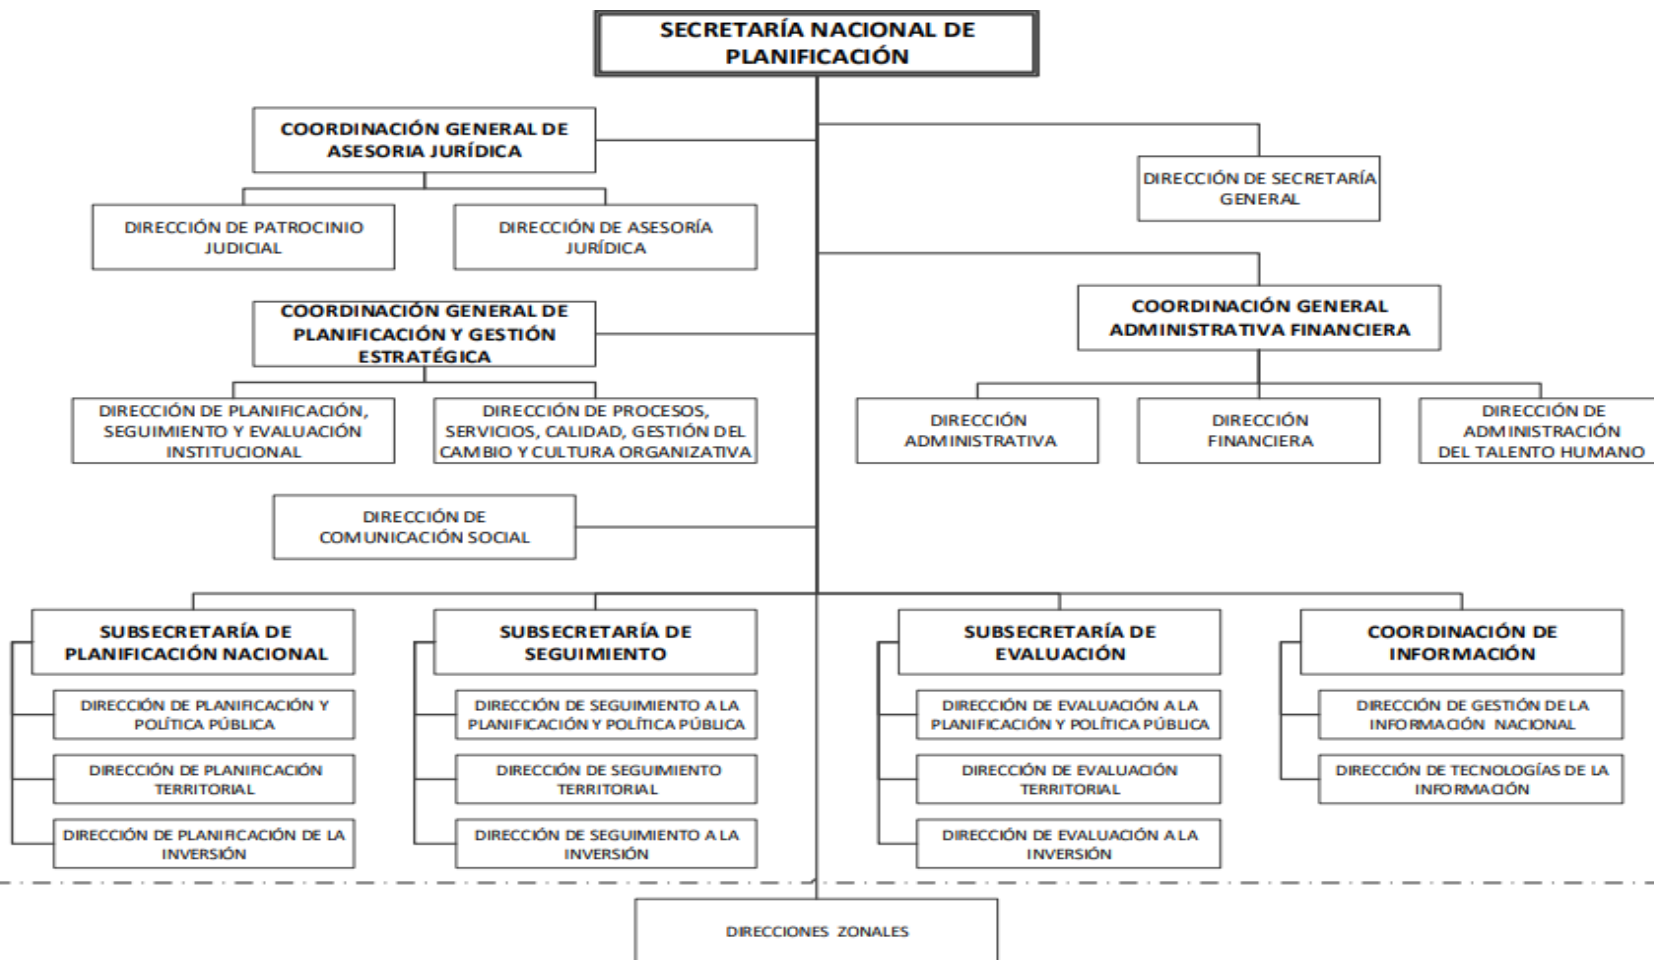 SECRETARÍA NACIONAL DE
PLANIFICACIÓN
COORDINACIÓN GENERAL DE
ASESORIA JURÍDICA
DIRECCIÓN DE SECRETARÍA
GENERAL
DIRECCIÓN DE PATROCINIO
JUDICIAL
DIRECCIÓN DE ASESORÍA
JURÍDICA
COORDINACIÓN GENERAL DE
PLANIFICACIÓN Y GESTIÓN
ESTRATÉGICA
COORDINACIÓN GENERAL
ADMINISTRATIVA FINANCIERA
DIRECCIÓN DE PLANIFICACIÓN,
SEGUIMIENTO Y EVALUACIÓN
INSTITUCIONAL
DIRECCIÓN DE PROCESOS,
SERVICIOS, CALIDAD, GESTIÓN DEL
CAMBIO Y CULTURA ORGANIZATIVA
DIRECCIÓN
ADMINISTRATIVA
DIRECCIÓN
FINANCIERA
DIRECCIÓN DE
ADMINISTRACIÓN
DEL TALENTO HUMANO
DIRECCIÓN DE
COMUNICACIÓN SOCIAL
SUBSECRETARÍA DE
PLANIFICACIÓN NACIONAL
DIRECCIÓN DE PLANIFICACIÓN Y
POLÍTICA PÚBLICA
DIRECCIÓN DE PLANIFICACIÓN
TERRITORIAL
DIRECCIÓN DE PLANIFICACIÓN DE LA
INVERSIÓN
SUBSECRETARÍA DE
SEGUIMIENTO
DIRECCIÓN DE SEGUIMIENTO A LA
PLANIFICACIÓN Y POLÍTICA PÚBLICA
DIRECCIÓN DE SEGUIMIENTO
TERRITORIAL
DIRECCIÓN DE SEGUIMIENTO A LA
INVERSIÓN
SUBSECRETARÍA DE
EVALUACIÓN
DIRECCIÓN DE EVALUACIÓN A LA
PLANIFICACIÓN Y POLÍTICA PÚBLICA
DIRECCIÓN DE EVALUACIÓN
TERRITORIAL
DIRECCIÓN DE EVALUACIÓN A LA
INVERSIÓN
COORDINACIÓN DE
INFORMACIÓN
DIRECCIÓN DE GESTIÓN DE LA
INFORMACIÓN NACIONAL
DIRECCIÓN DE TECNOLOGÍAS DE LA
INFORMACIÓN
DIRECCIONES ZONALES